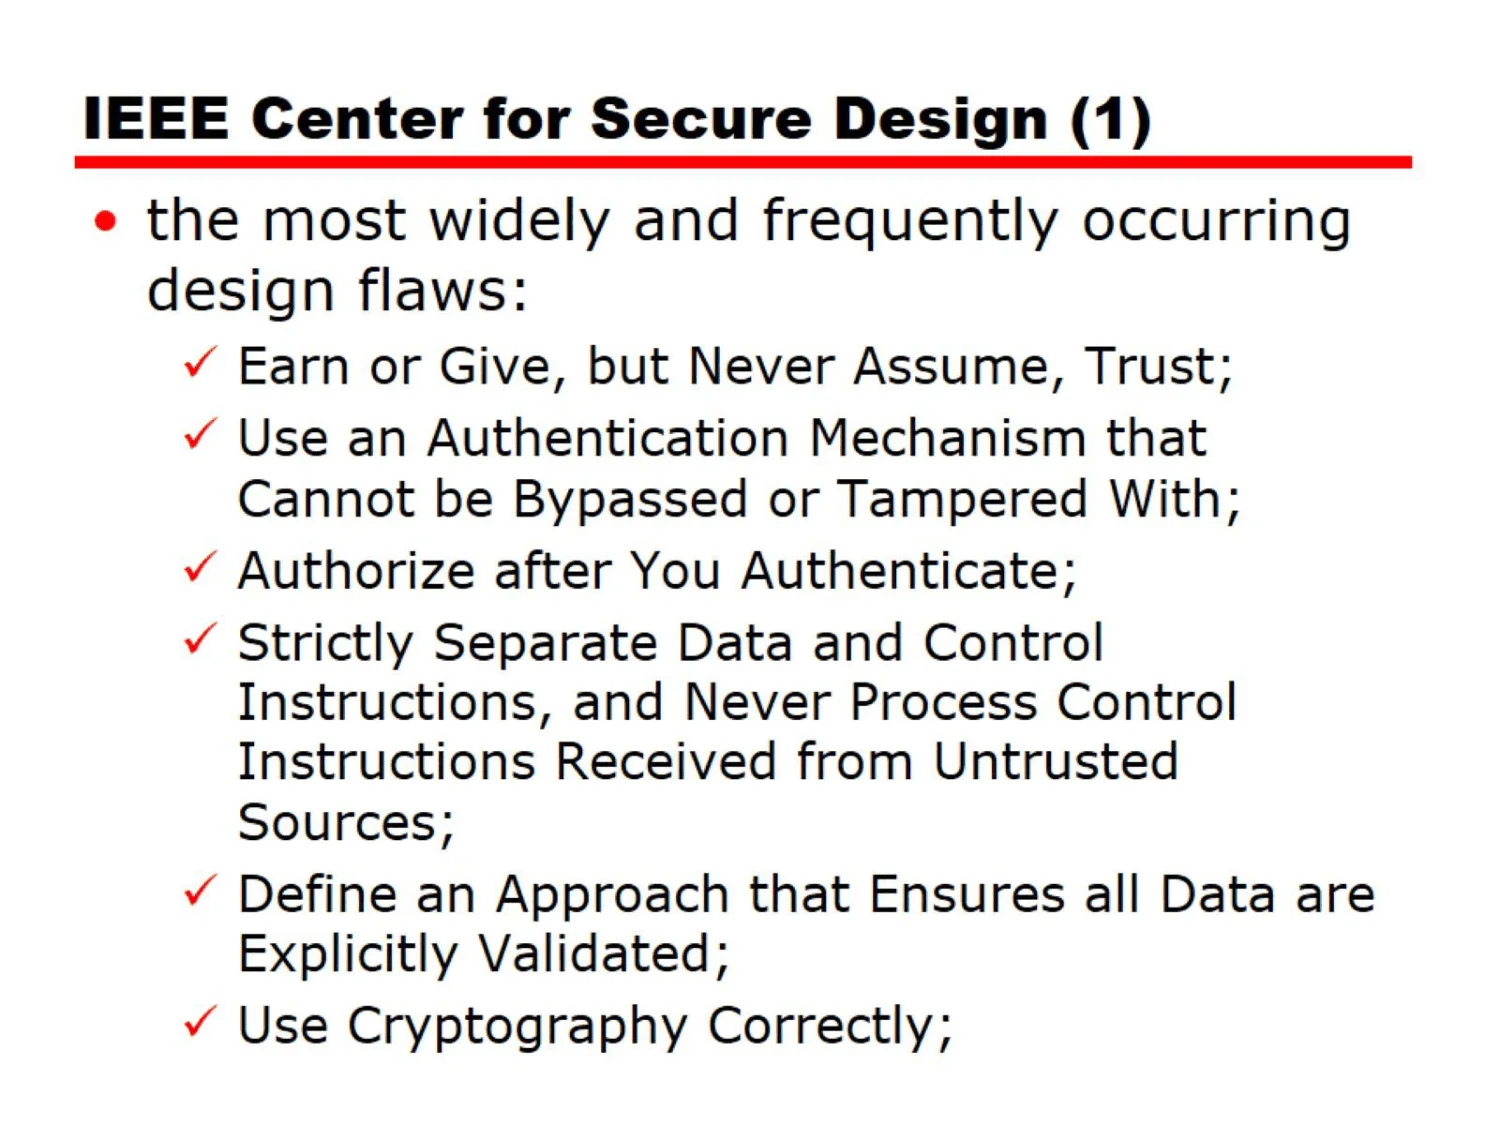 IEEE Center for Secure Design (1)
• the most widely and frequently occurring
design flaws:
✓ Earn or Give, but Never Assume, Trust;
✓ Use an Authentication Mechanism that
Cannot be Bypassed or Tampered With;
✓ Authorize after You Authenticate;
✓ Strictly Separate Data and Control
Instructions, and Never Process Control
Instructions Received from Untrusted
Sources;
✓ Define an Approach that Ensures all Data are
Explicitly Validated;
✓ Use Cryptography Correctly;